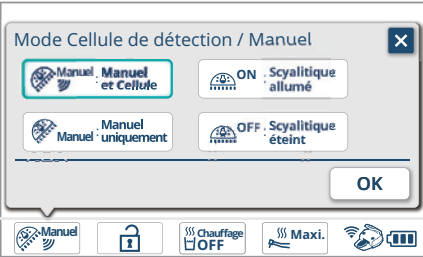 Mode Cellule de détection / Manuel
Manuel : Manuel
et Cellule
ON : Scyalitique
allumé
Manuel : Manuel
uniquement
OFF : Scyalitique
éteint
OK
Manuel
Chauffage
OFF
Maxi.